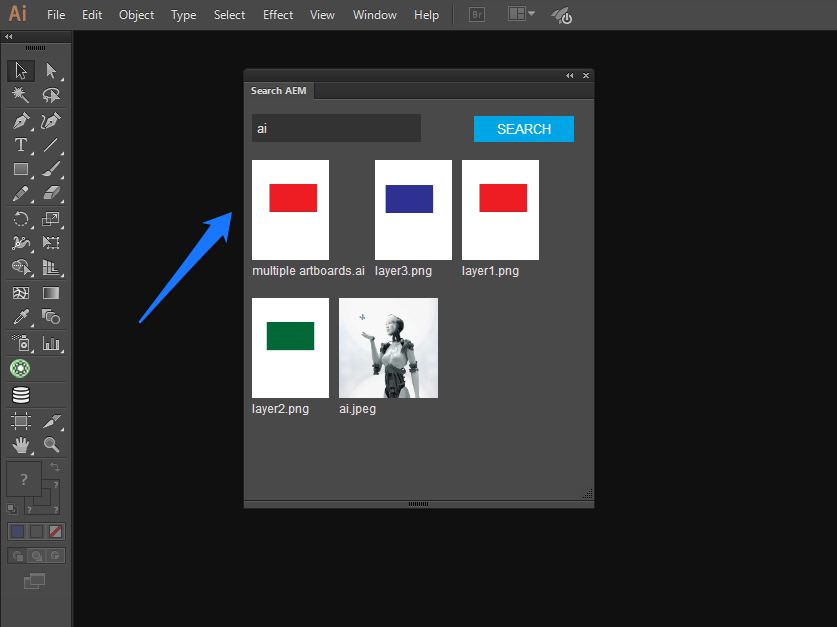 Ai File Edit Object Type Select Effect View Window Help Br
Search AEM
ai SEARCH
multiple artboards.ai layer3.png layer1.png
layer2.png ai.jpeg
T
?
?
? ?